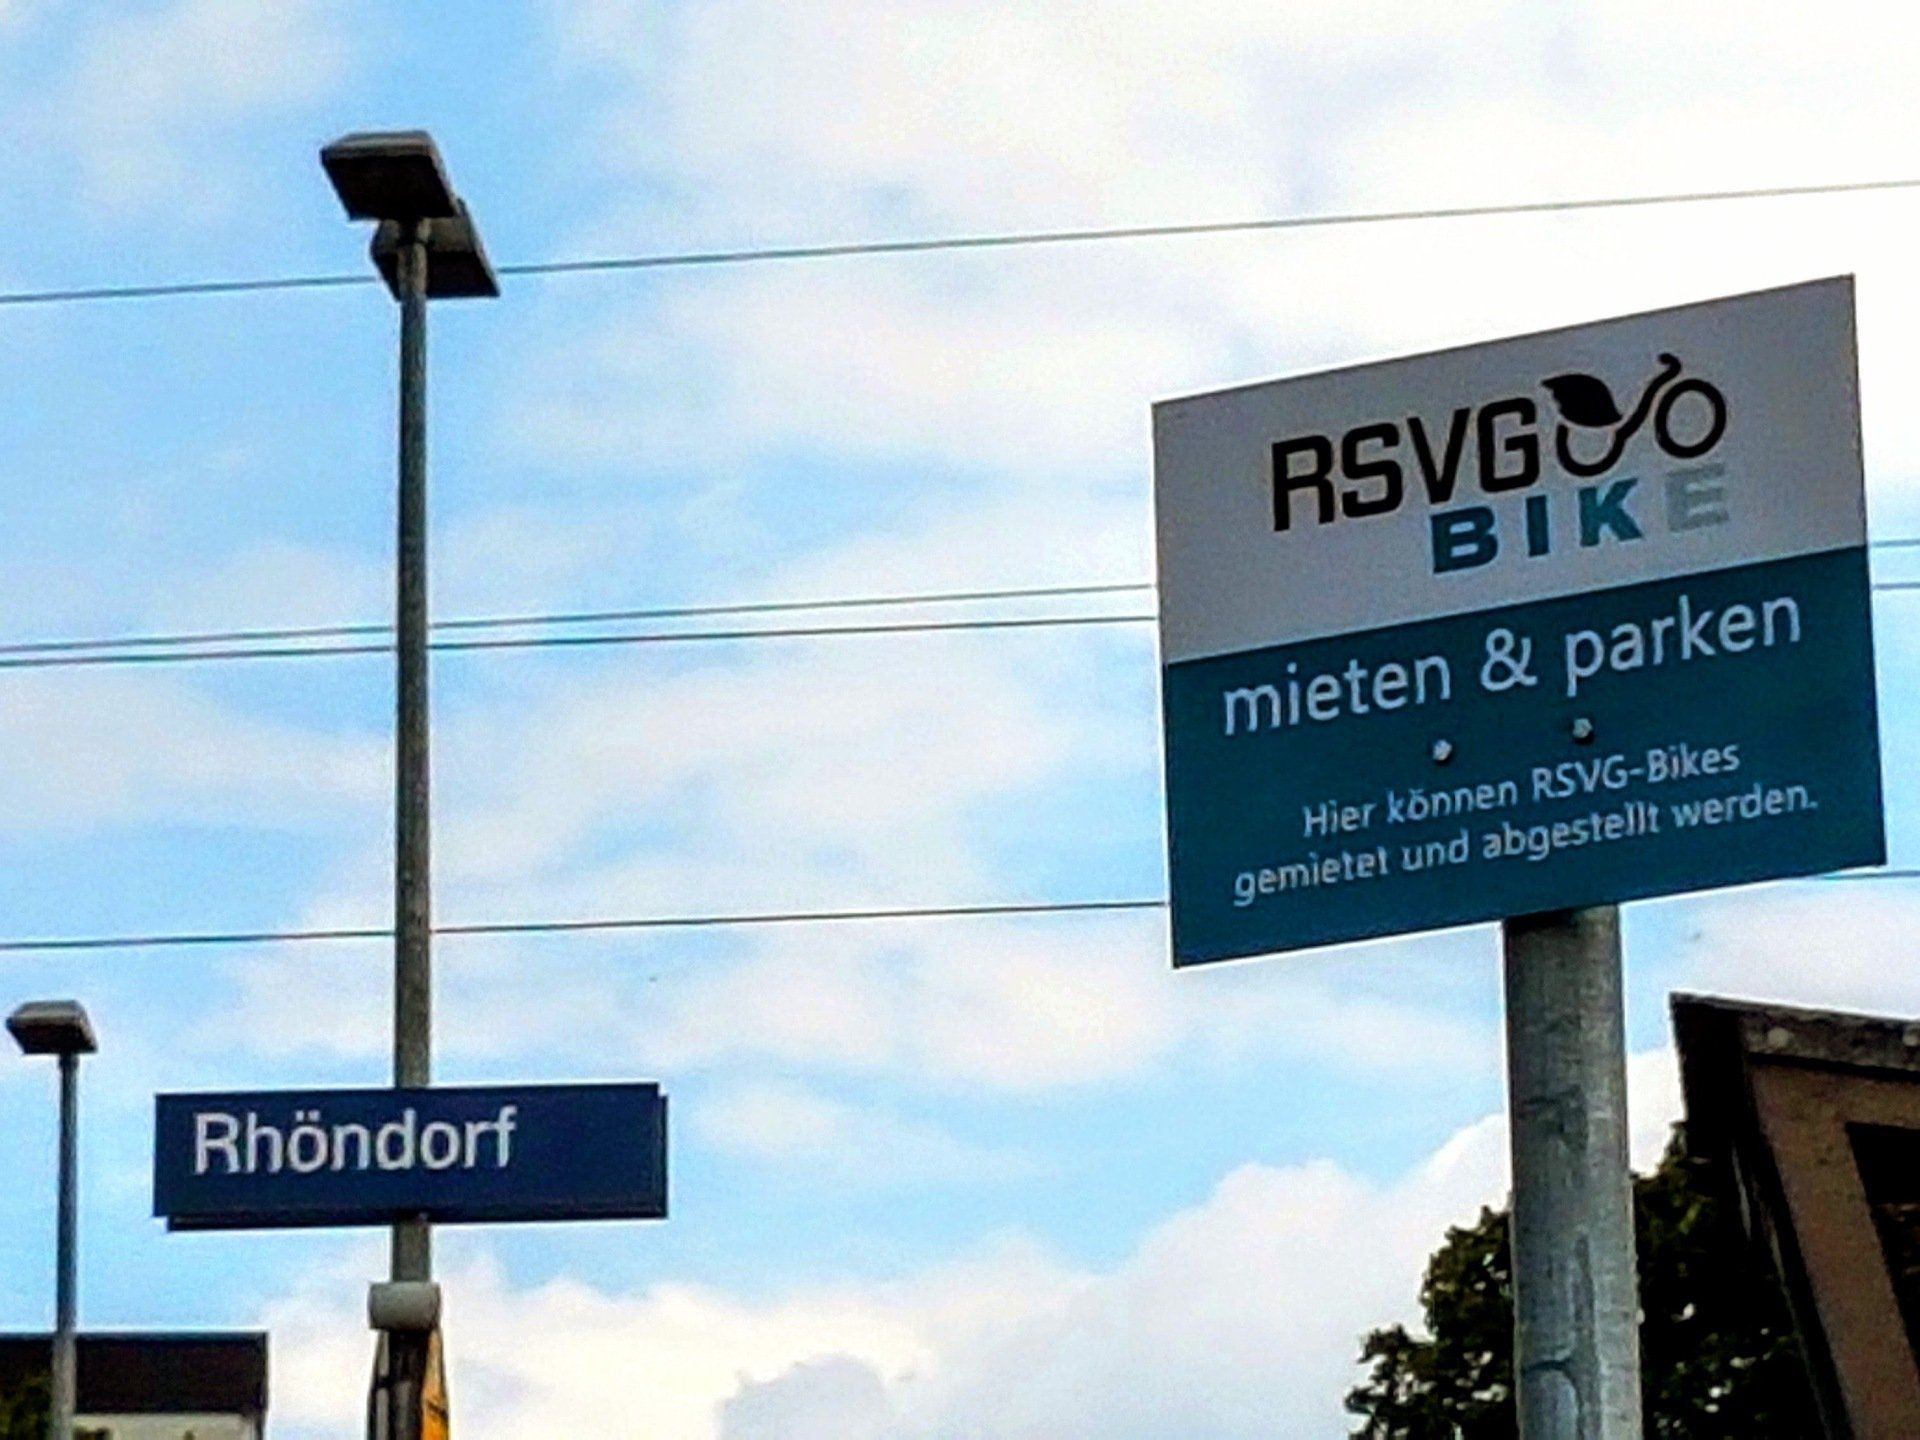 RSVG
BIKE
mieten & parken
Hier können RSVG-Bikes
gemietet und abgestellt werden.
Rhöndorf